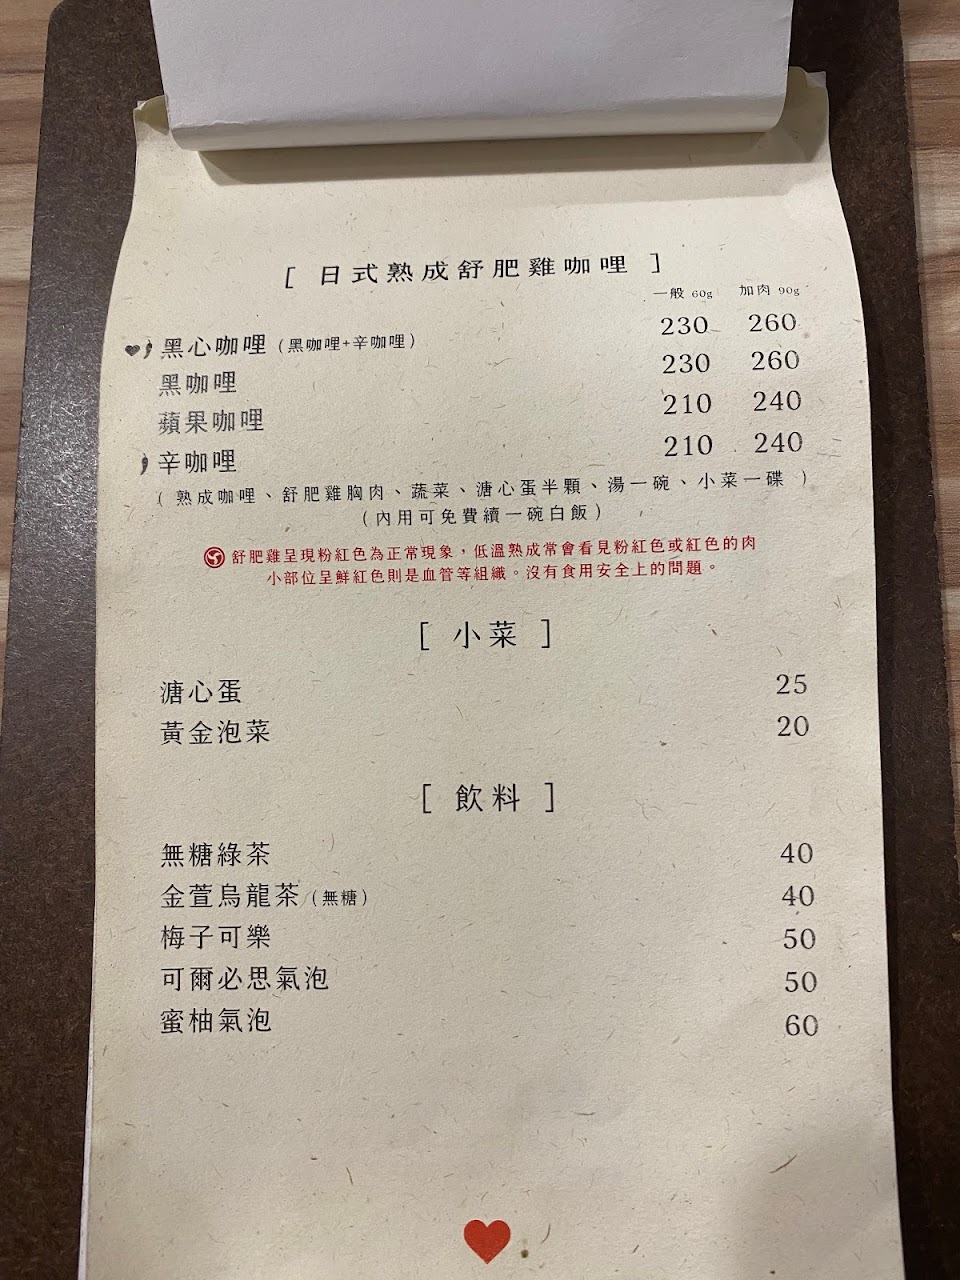 [ 日式熟成舒肥雞咖哩 ]
一般 60g 加肉 90g
黑心咖哩 (黑咖哩+辛咖哩) 230 260
黑咖哩 230 260
蘋果咖哩 210 240
辛咖哩 210 240
( 熟成咖哩、舒肥雞胸肉、蔬菜、溏心蛋半顆、湯一碗、小菜一碟 )
(內用可免費續一碗白飯)
舒肥雞呈現粉紅色為正常現象，低溫熟成常會看見粉紅色或紅色的肉
小部位呈鮮紅色則是血管等組織。沒有食用安全上的問題。
[ 小菜 ]
溏心蛋 25
黃金泡菜 20
[ 飲料 ]
無糖綠茶 40
金萱烏龍茶 (無糖) 40
梅子可樂 50
可爾必思氣泡 50
蜜柚氣泡 60